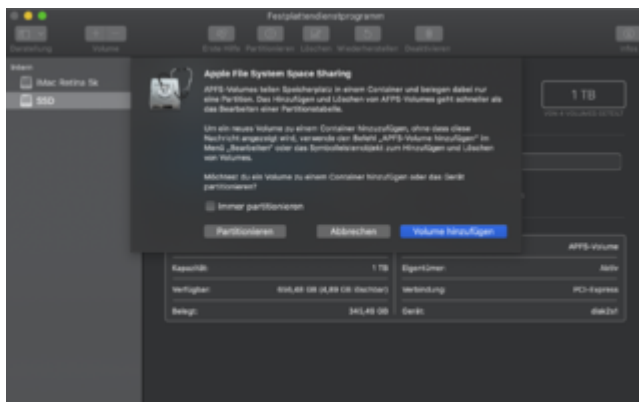 Festplattendienstprogramm
Darstellung Volume Erste Hilfe Partitionieren Löschen Wiederherstellen Deaktivieren Infos
Intern
iMac Retina 5k
SSD
Apple File System Space Sharing
APFS-Volumes teilen Speicherplatz in einem Container und belegen dabei nur
eine Partition. Das Hinzufügen und Löschen von APFS-Volumes geht schneller als
das Bearbeiten einer Partitionstabelle.
Um ein neues Volume zu einem Container hinzuzufügen, ohne dass diese
Nachricht angezeigt wird, verwende den Befehl „APFS-Volume hinzufügen“ im
Menü „Bearbeiten“ oder das Symbolleistenobjekt zum Hinzufügen und Löschen
von Volumes.
Möchtest du ein Volume zu einem Container hinzufügen oder das Gerät
partitionieren?
Immer partitionieren
Partitionieren Abbrechen Volume hinzufügen
1 TB
APFS-Volume
Kapazität: 1 TB Eigentümer: Aktiv
Verfügbar: Verbindung: PCI-Express
Belegt: Gerät: disk2s1